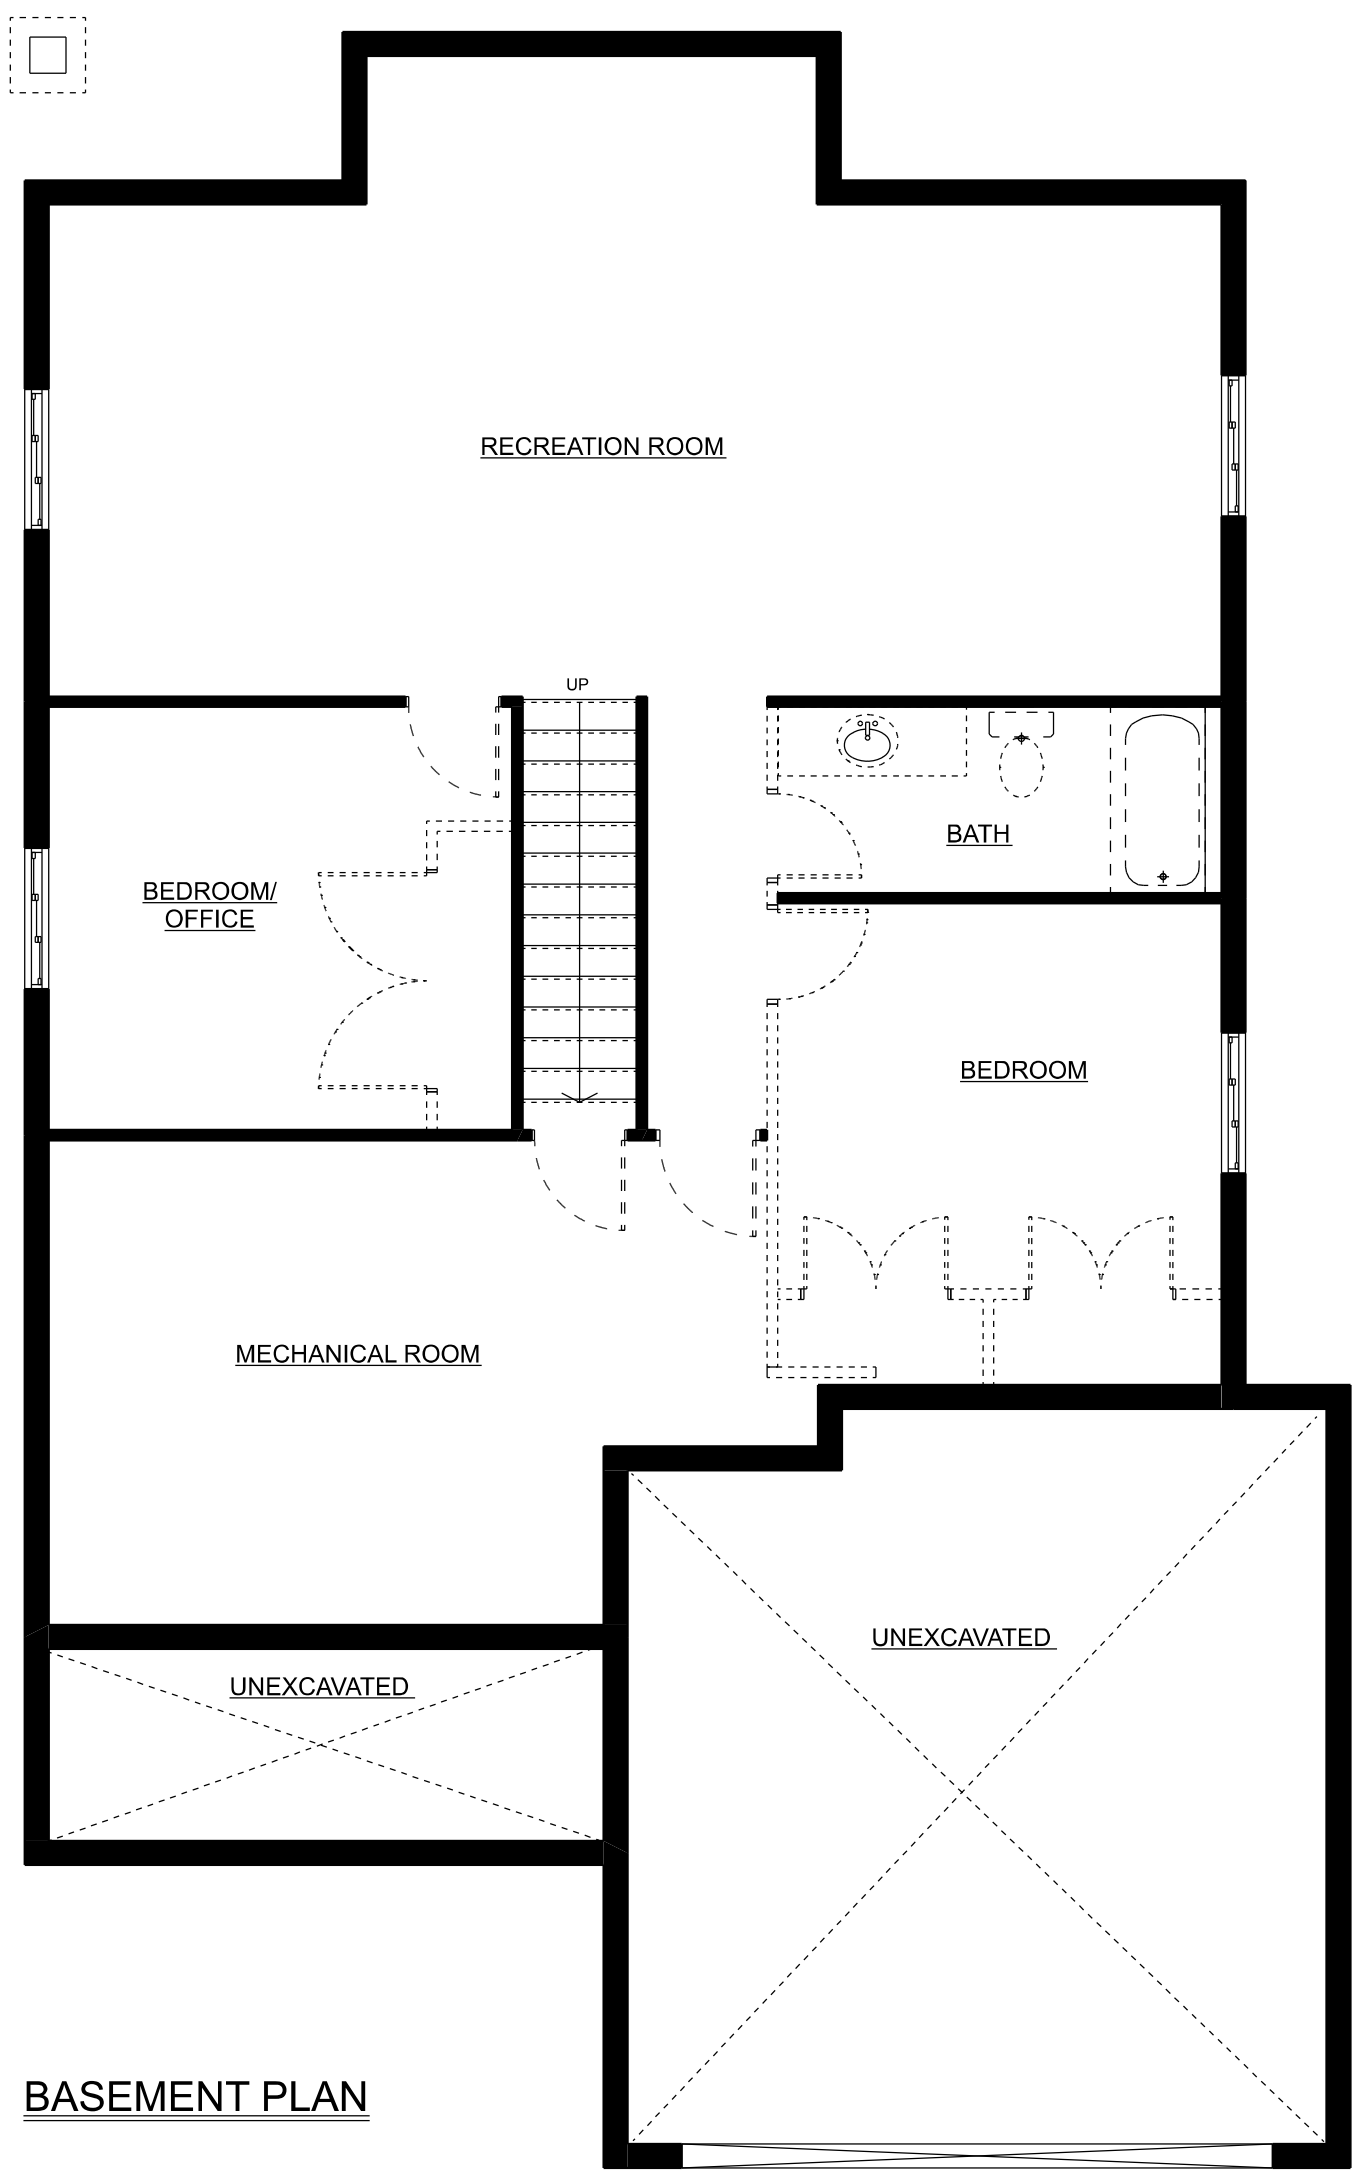 RECREATION ROOM
UP
BATH
BEDROOM/
OFFICE
BEDROOM
MECHANICAL ROOM
UNEXCAVATED
UNEXCAVATED
BASEMENT PLAN